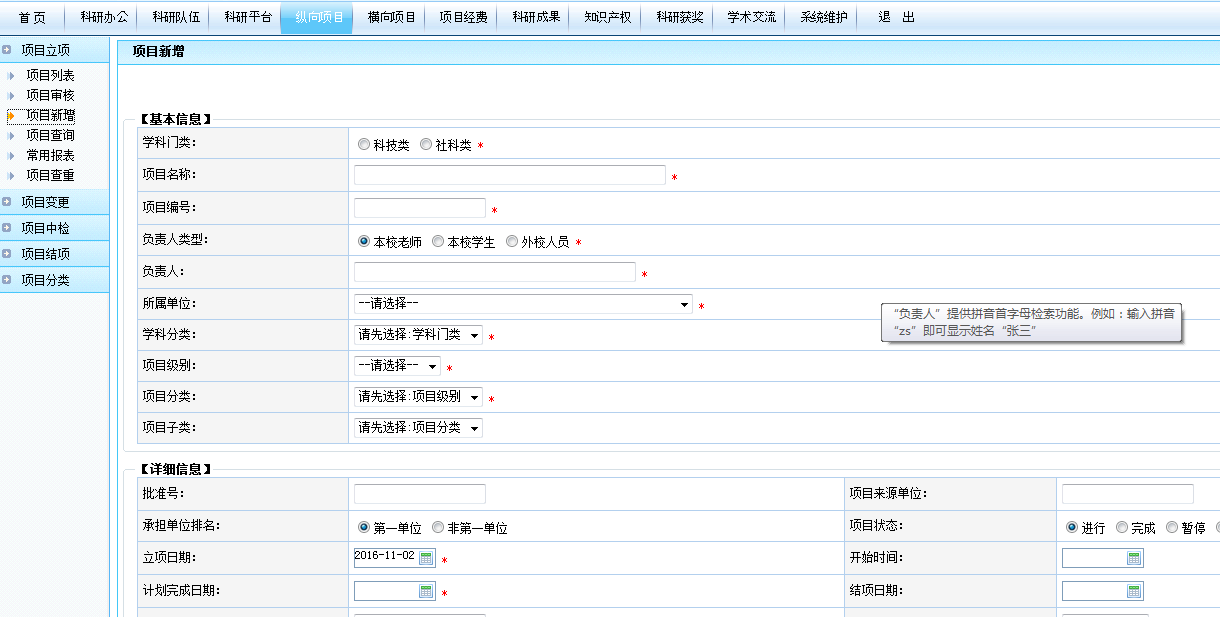 首 页 科研办公 科研队伍 科研平台 纵向项目 横向项目 项目经费 科研成果 知识产权 科研获奖 学术交流 系统维护 退 出
项目立项
项目列表
项目审核
项目新增
项目查询
常用报表
项目查重
项目变更
项目中检
项目结项
项目分类
项目新增
【基本信息】
学科门类: 科技类 社科类 *
项目名称: *
项目编号: *
负责人类型: 本校老师 本校学生 外校人员 *
负责人: *
所属单位: --请选择-- *
“负责人”提供拼音首字母检索功能。例如：输入拼音
“zs”即可显示姓名“张三”
学科分类: 请先选择:学科门类 *
项目级别: --请选择-- *
项目分类: 请先选择:项目级别 *
项目子类: 请先选择:项目分类
【详细信息】
批准号: 项目来源单位:
承担单位排名: 第一单位 非第一单位 项目状态: 进行 完成 暂停
立项日期: 2016-11-02 * 开始时间:
计划完成日期: * 结项日期: